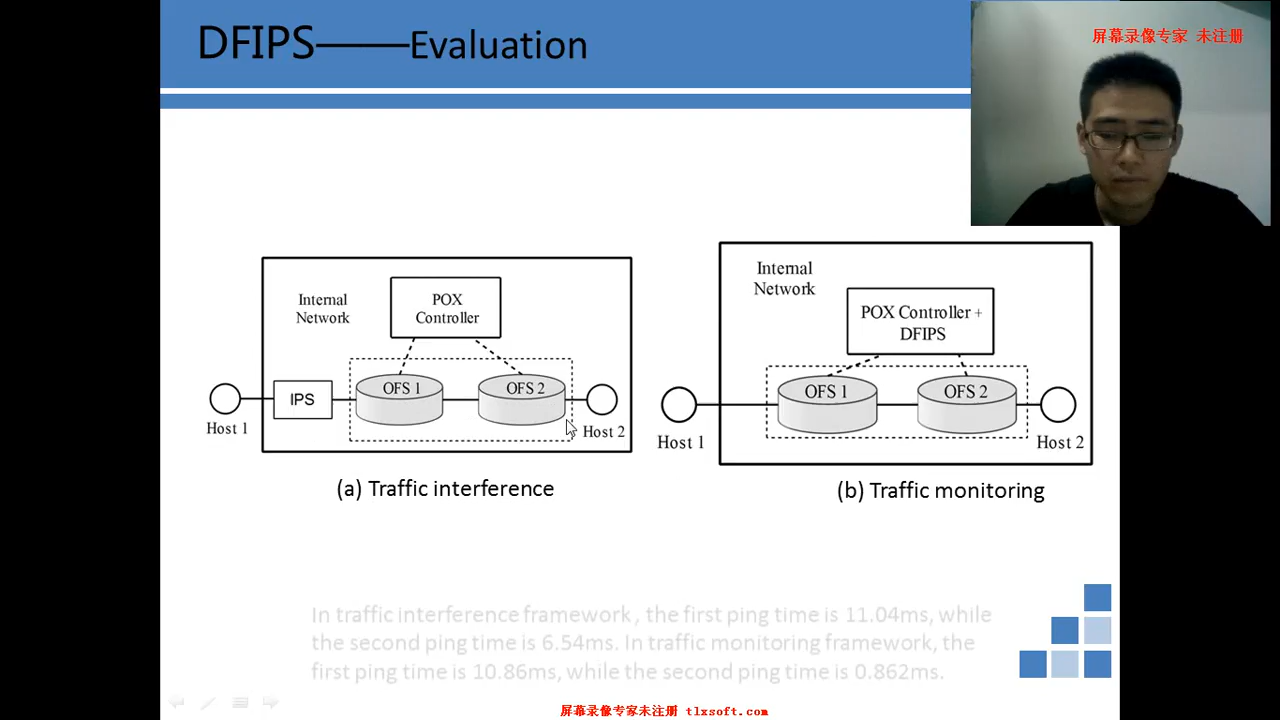 DFIPS——Evaluation
屏幕录像专家 未注册
Internal
Network
POX
Controller
OFS 1
OFS 2
IPS
Host 1
Host 2
(a) Traffic interference
Internal
Network
POX Controller +
DFIPS
OFS 1
OFS 2
Host 1
Host 2
(b) Traffic monitoring
In traffic interference framework , the first ping time is 11.04ms, while
the second ping time is 6.54ms. In traffic monitoring framework, the
first ping time is 10.86ms, while the second ping time is 0.862ms.
屏幕录像专家未注册 tlxsoft.com